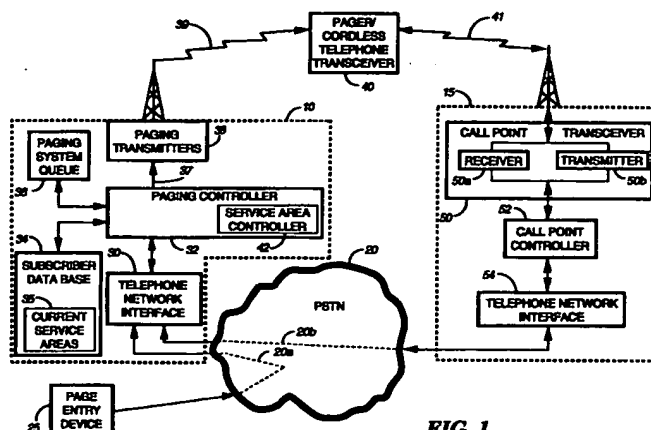 39
PAGER/
CORDLESS
TELEPHONE
TRANSCEIVER
40
41
10
15
PAGING
TRANSMITTERS
38
PAGING
SYSTEM
QUEUE
36
37
PAGING CONTROLLER
SERVICE AREA
CONTROLLER
42
32
34
SUBSCRIBER
DATA BASE
35
CURRENT
SERVICE
AREAS
30
TELEPHONE
NETWORK
INTERFACE
CALL POINT TRANSCEIVER
RECEIVER
TRANSMITTER
50a
50b
50
52
CALL POINT
CONTROLLER
54
TELEPHONE NETWORK
INTERFACE
20
PSTN
20b
20a
PAGE
ENTRY
DEVICE
25
FIG. 1